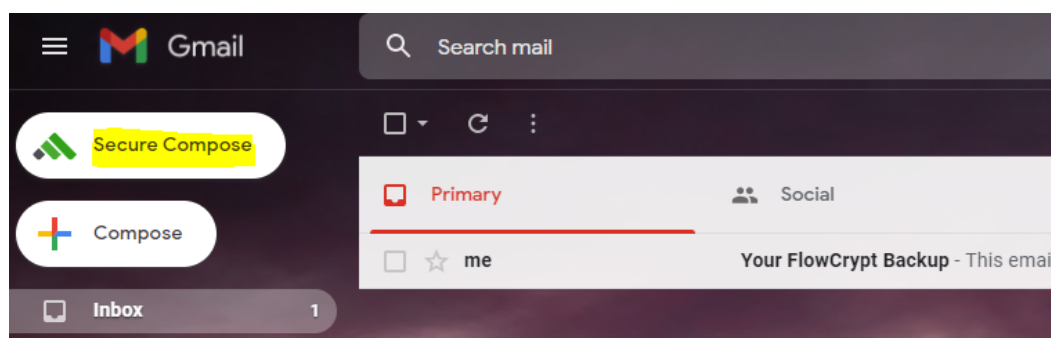 Gmail
Search mail
Secure Compose
Primary
Social
Compose
me
Your FlowCrypt Backup - This emai
Inbox
1